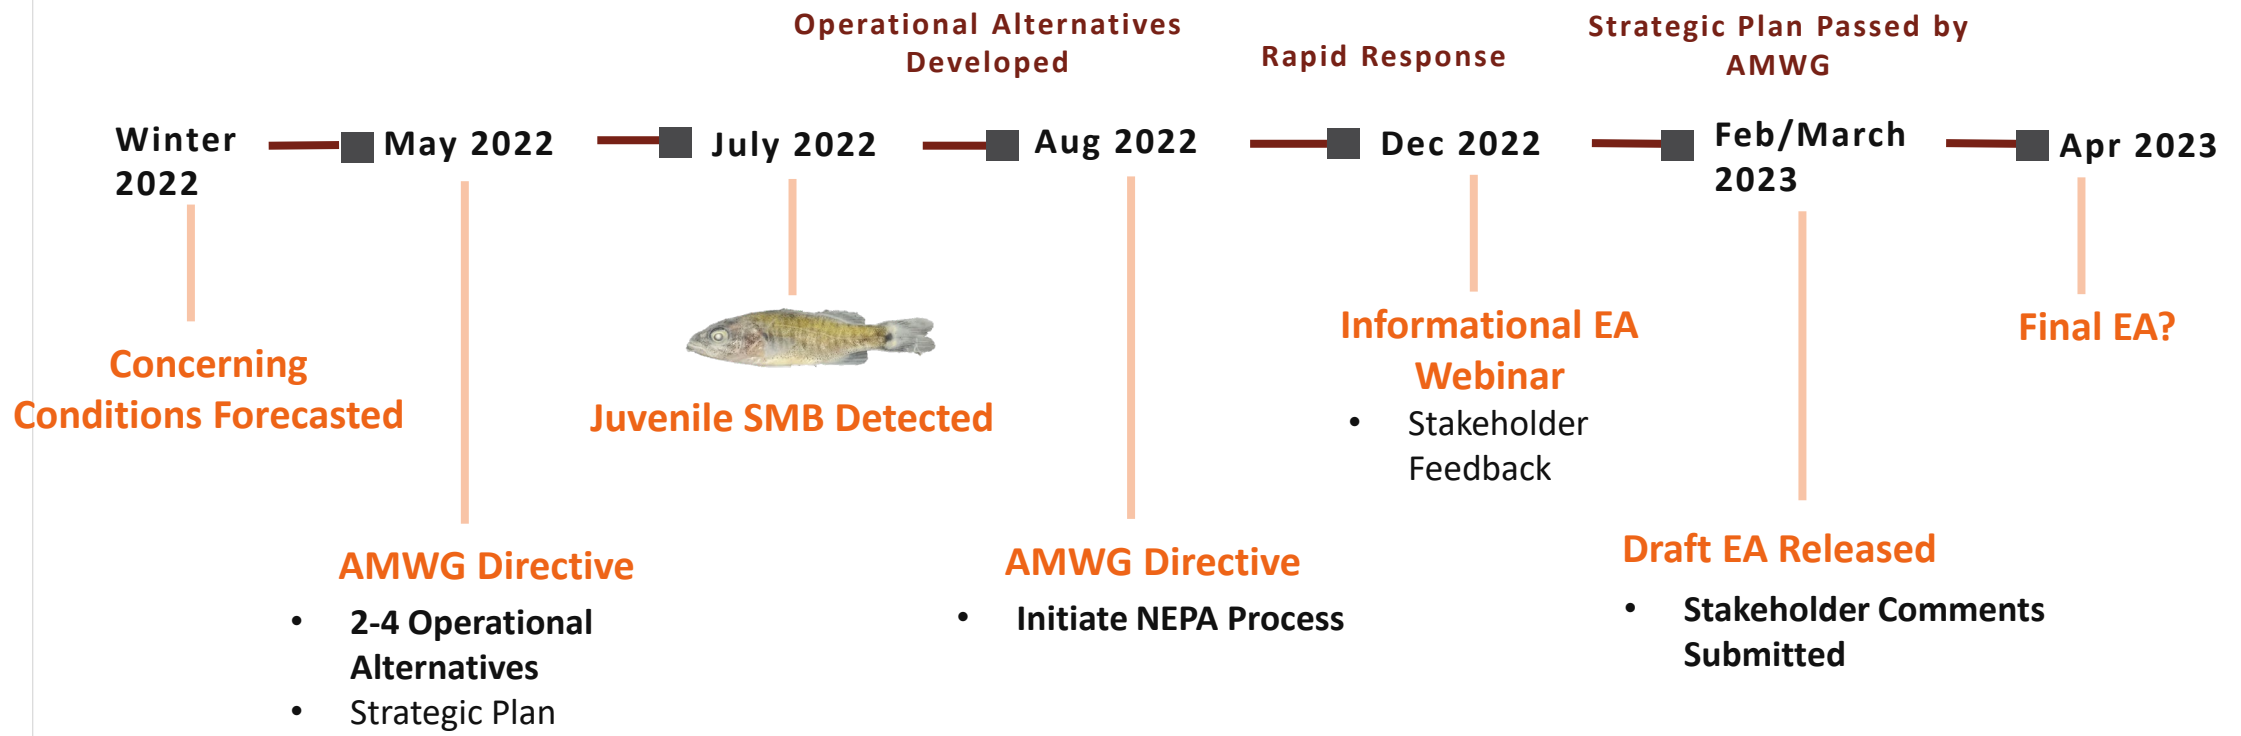 Operational Alternatives
Developed
Rapid Response
Strategic Plan Passed by
AMWG
Winter
2022
May 2022
July 2022
Aug 2022
Dec 2022
Feb/March
2023
Apr 2023
Concerning
Conditions Forecasted
AMWG Directive
• 2-4 Operational
Alternatives
• Strategic Plan
Juvenile SMB Detected
AMWG Directive
• Initiate NEPA Process
Informational EA
Webinar
• Stakeholder
Feedback
Draft EA Released
• Stakeholder Comments
Submitted
Final EA?